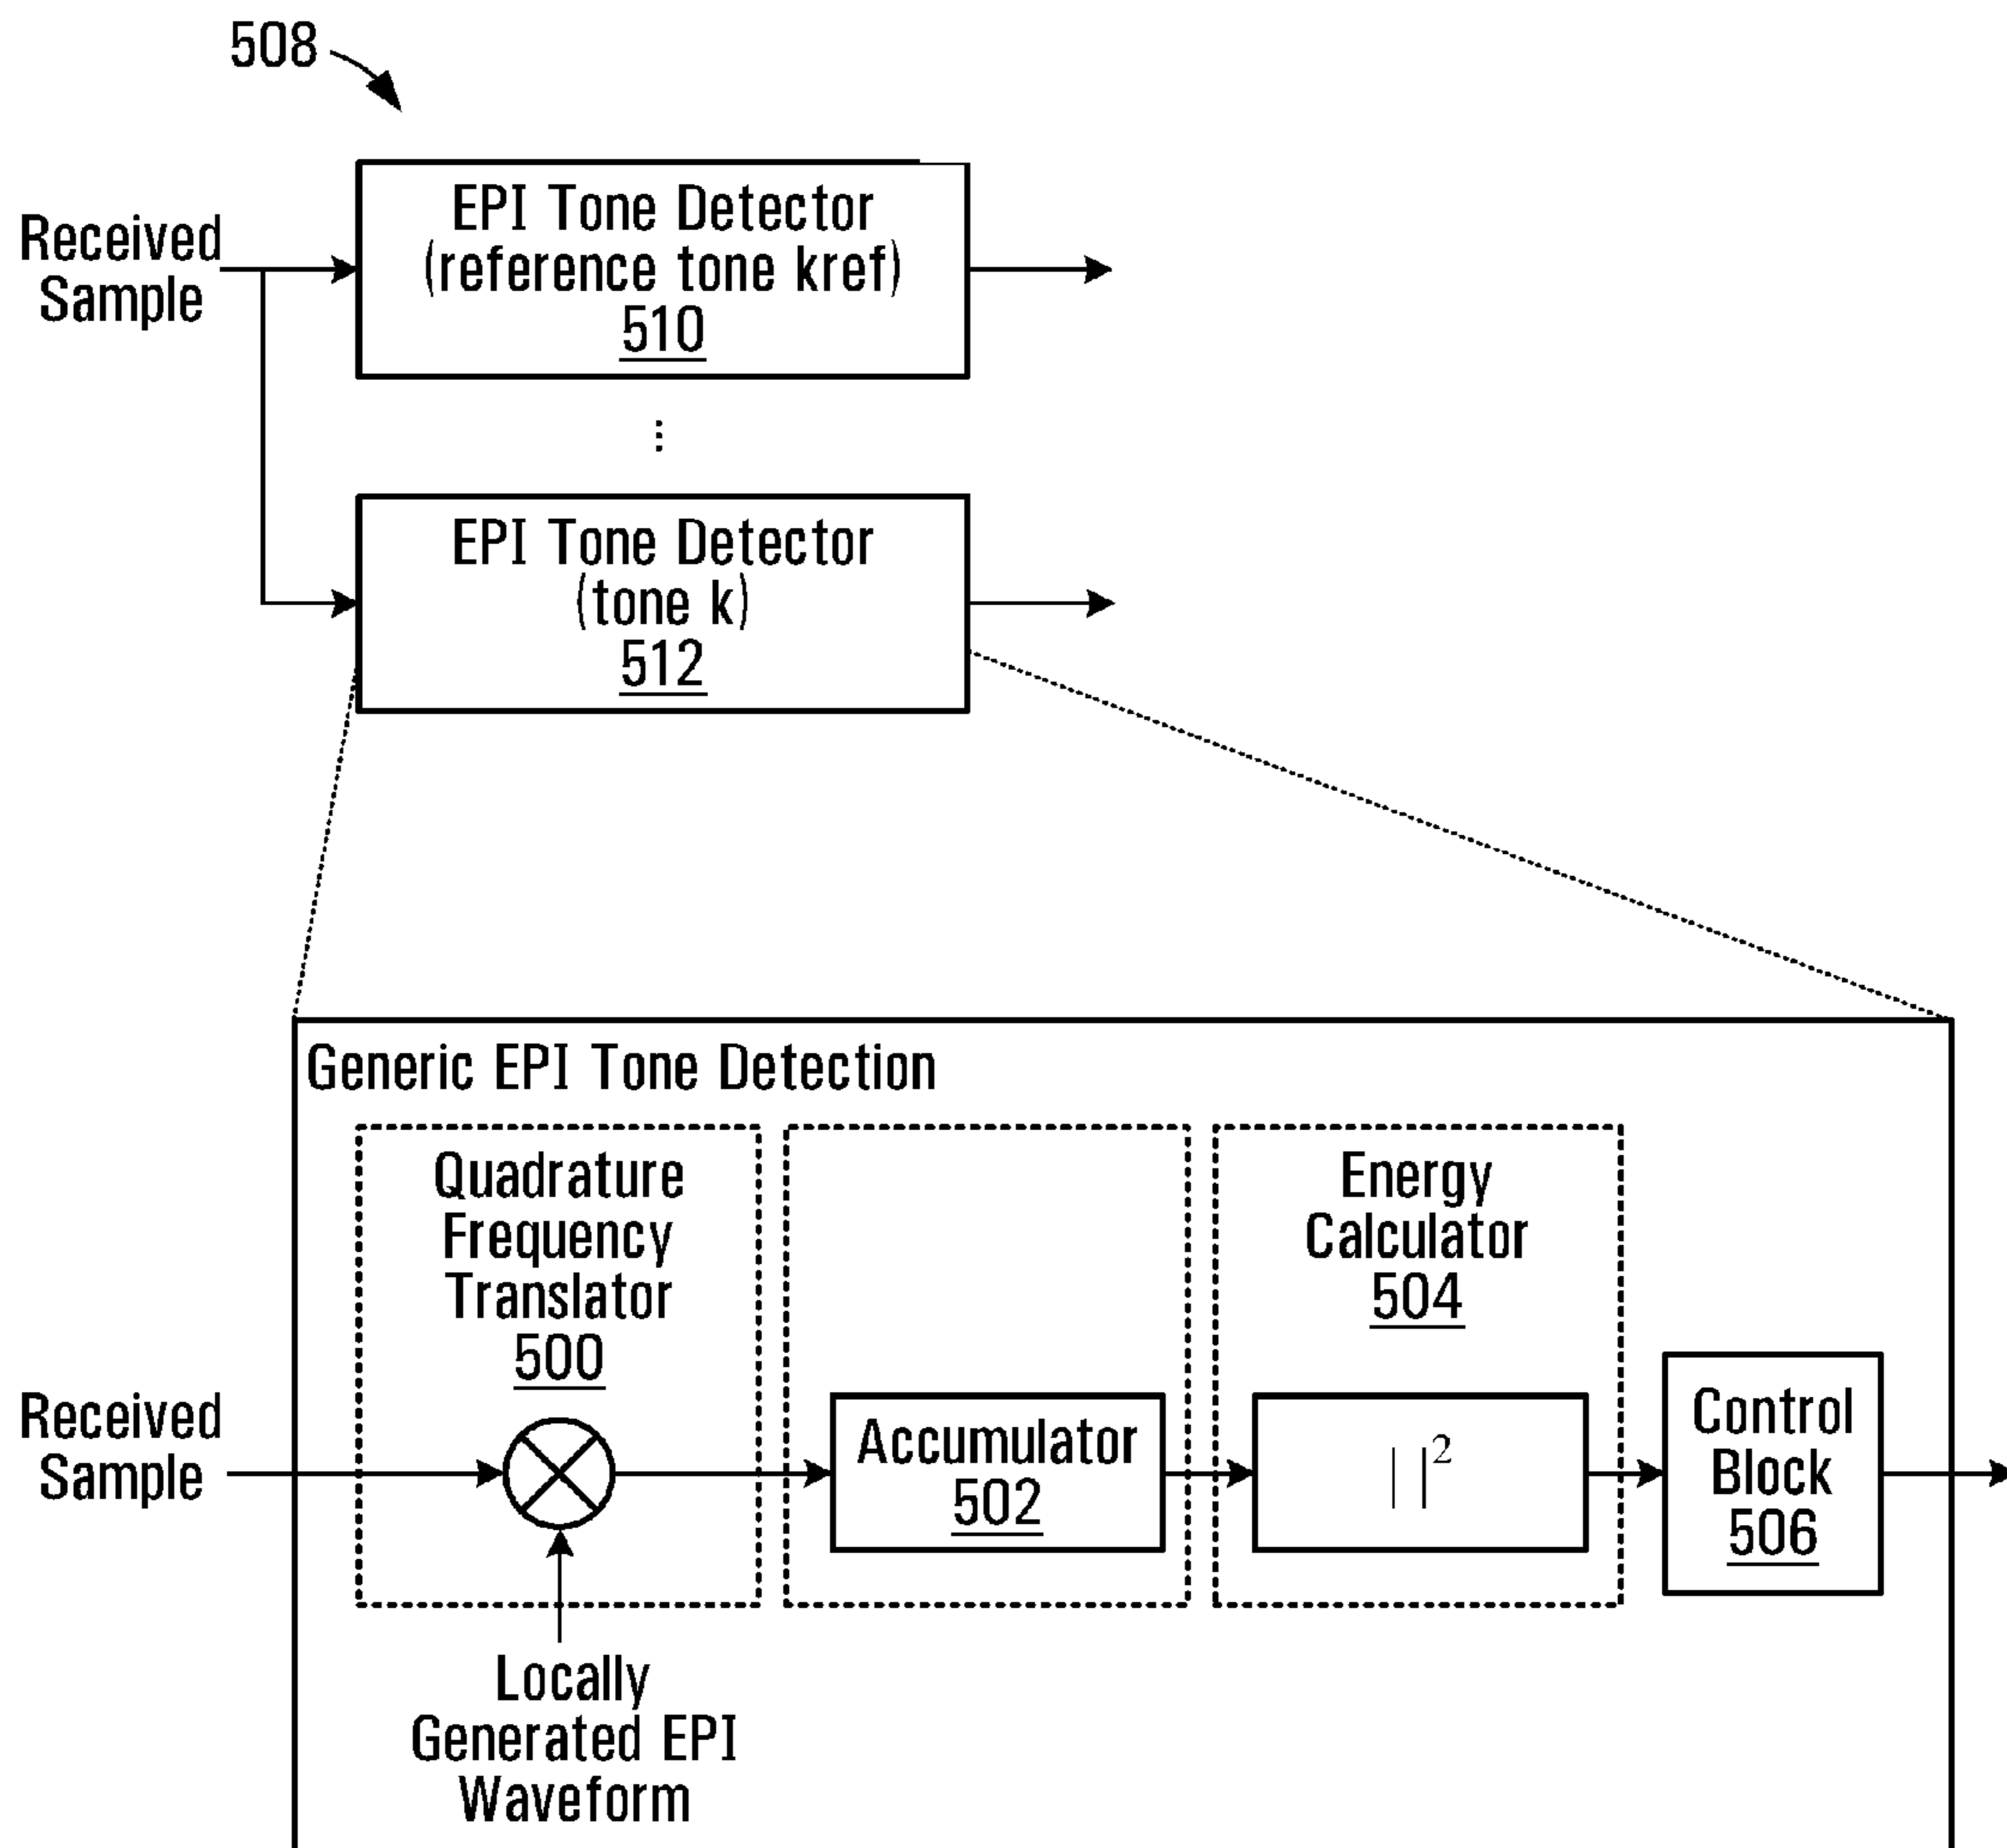 508
Received
Sample
EPI Tone Detector
(reference tone kref)
510
⋮
EPI Tone Detector
(tone k)
512
Generic EPI Tone Detection
Quadrature
Frequency
Translator
500
Energy
Calculator
504
Received
Sample
Accumulator
502
| |²
Control
Block
506
Locally
Generated EPI
Waveform